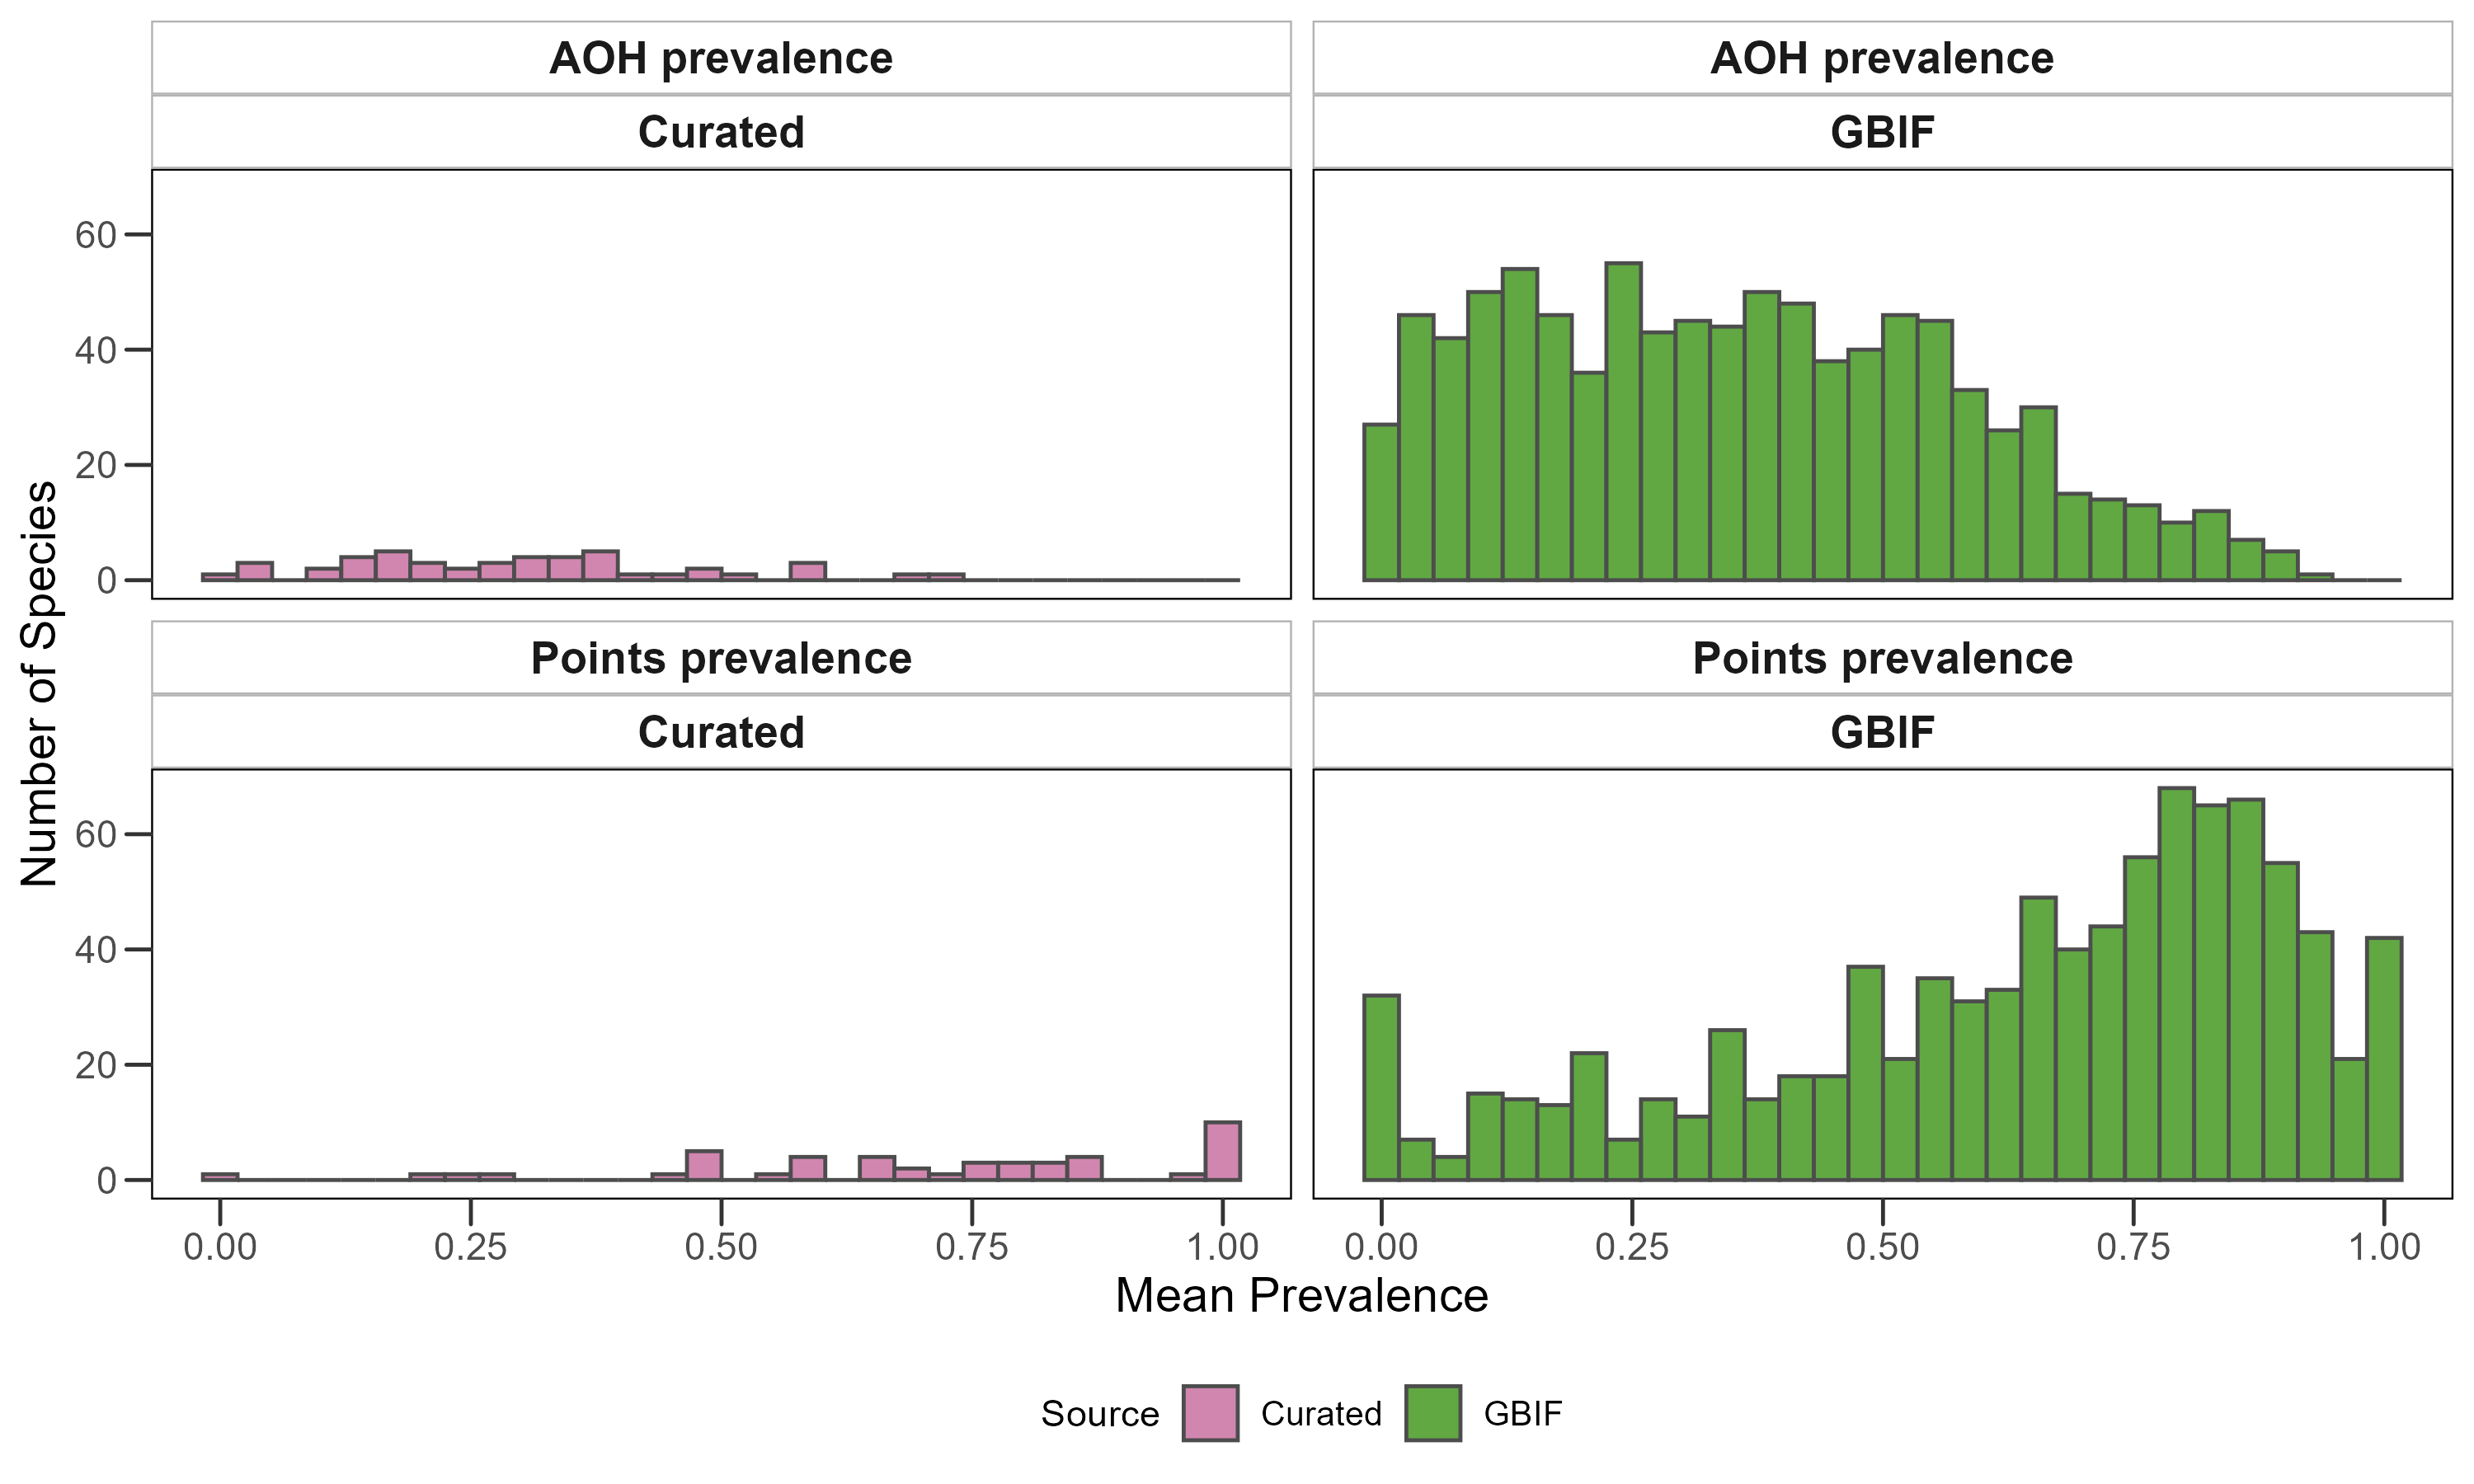 AOH prevalence
AOH prevalence
Curated
GBIF
60
40
20
0
Points prevalence
Points prevalence
Curated
GBIF
60
40
20
0
Number of Species
0.00 0.25 0.50 0.75 1.00 0.00 0.25 0.50 0.75 1.00
Mean Prevalence
Source Curated GBIF